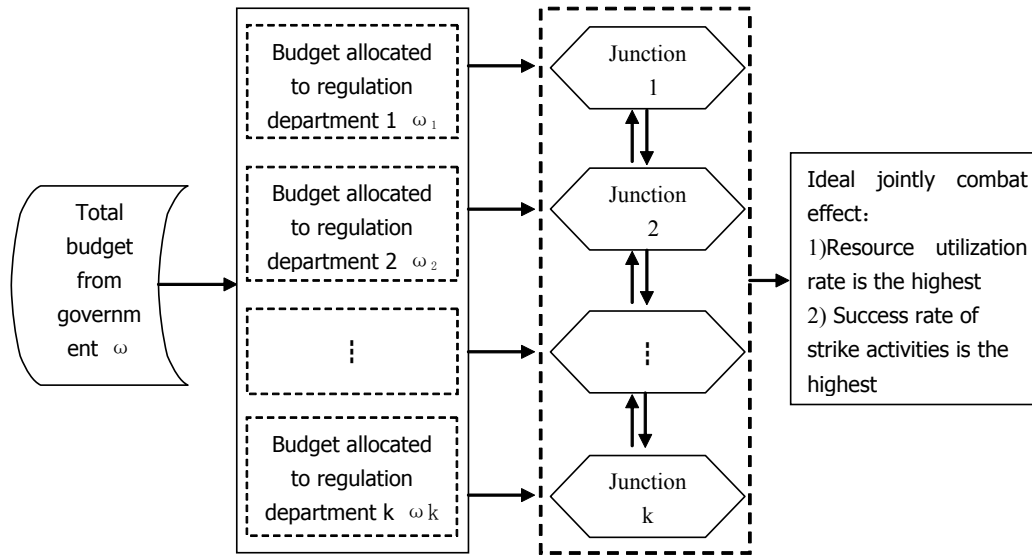 Total
budget
from
governm
ent ω
Budget allocated
to regulation
department 1 ω₁
Budget allocated
to regulation
department 2 ω₂
⋮
Budget allocated
to regulation
department k ωk
Junction
1
Junction
2
⋮
Junction
k
Ideal jointly combat
effect：
1)Resource utilization
rate is the highest
2) Success rate of
strike activities is the
highest